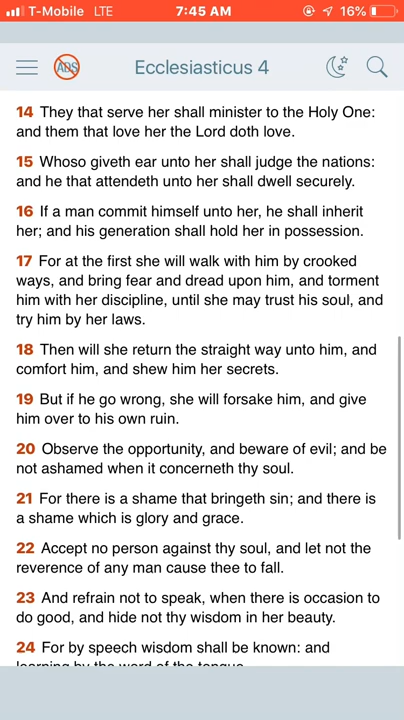 T-Mobile LTE 7:45 AM 16%
ADS Ecclesiasticus 4
14 They that serve her shall minister to the Holy One:
and them that love her the Lord doth love.
15 Whoso giveth ear unto her shall judge the nations:
and he that attendeth unto her shall dwell securely.
16 If a man commit himself unto her, he shall inherit
her; and his generation shall hold her in possession.
17 For at the first she will walk with him by crooked
ways, and bring fear and dread upon him, and torment
him with her discipline, until she may trust his soul, and
try him by her laws.
18 Then will she return the straight way unto him, and
comfort him, and shew him her secrets.
19 But if he go wrong, she will forsake him, and give
him over to his own ruin.
20 Observe the opportunity, and beware of evil; and be
not ashamed when it concerneth thy soul.
21 For there is a shame that bringeth sin; and there is
a shame which is glory and grace.
22 Accept no person against thy soul, and let not the
reverence of any man cause thee to fall.
23 And refrain not to speak, when there is occasion to
do good, and hide not thy wisdom in her beauty.
24 For by speech wisdom shall be known: and
learning by the word of the tongue.